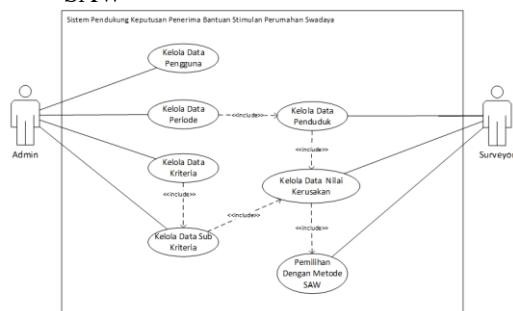 SAW
Sistem Pendukung Keputusan Penerima Bantuan Stimulan Perumahan Swadaya
Kelola Data
Pengguna
Kelola Data
Periode
<<include>>
Kelola Data
Penduduk
Admin
Surveyor
<<include>>
Kelola Data
Kriteria
Kelola Data Nilai
Kerusakan
<<include>>
<<include>>
<<include>>
Kelola Data Sub
Kriteria
Pemilihan
Dengan Metode
SAW